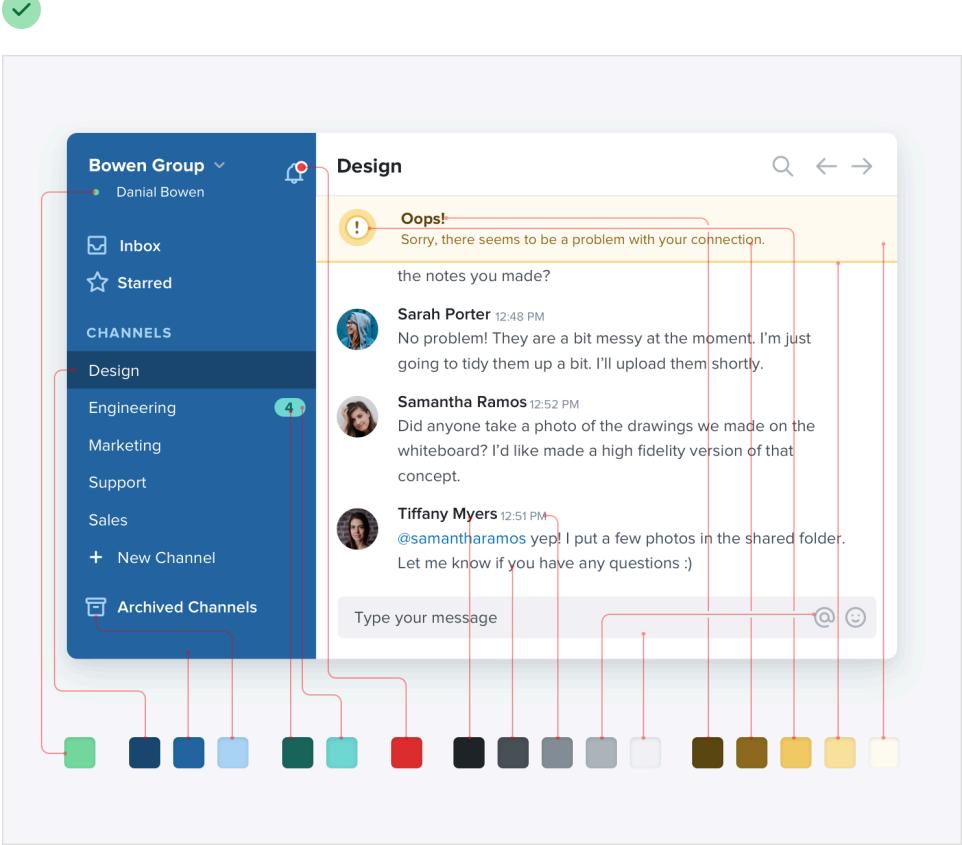 Bowen Group
Danial Bowen
Inbox
Starred
CHANNELS
Design
Engineering 4
Marketing
Support
Sales
+ New Channel
Archived Channels
Design
!
Oops!
Sorry, there seems to be a problem with your connection.
the notes you made?
Sarah Porter 12:48 PM
No problem! They are a bit messy at the moment. I’m just
going to tidy them up a bit. I’ll upload them shortly.
Samantha Ramos 12:52 PM
Did anyone take a photo of the drawings we made on the
whiteboard? I’d like made a high fidelity version of that
concept.
Tiffany Myers 12:51 PM
@samantharamos yep! I put a few photos in the shared folder.
Let me know if you have any questions :)
Type your message @